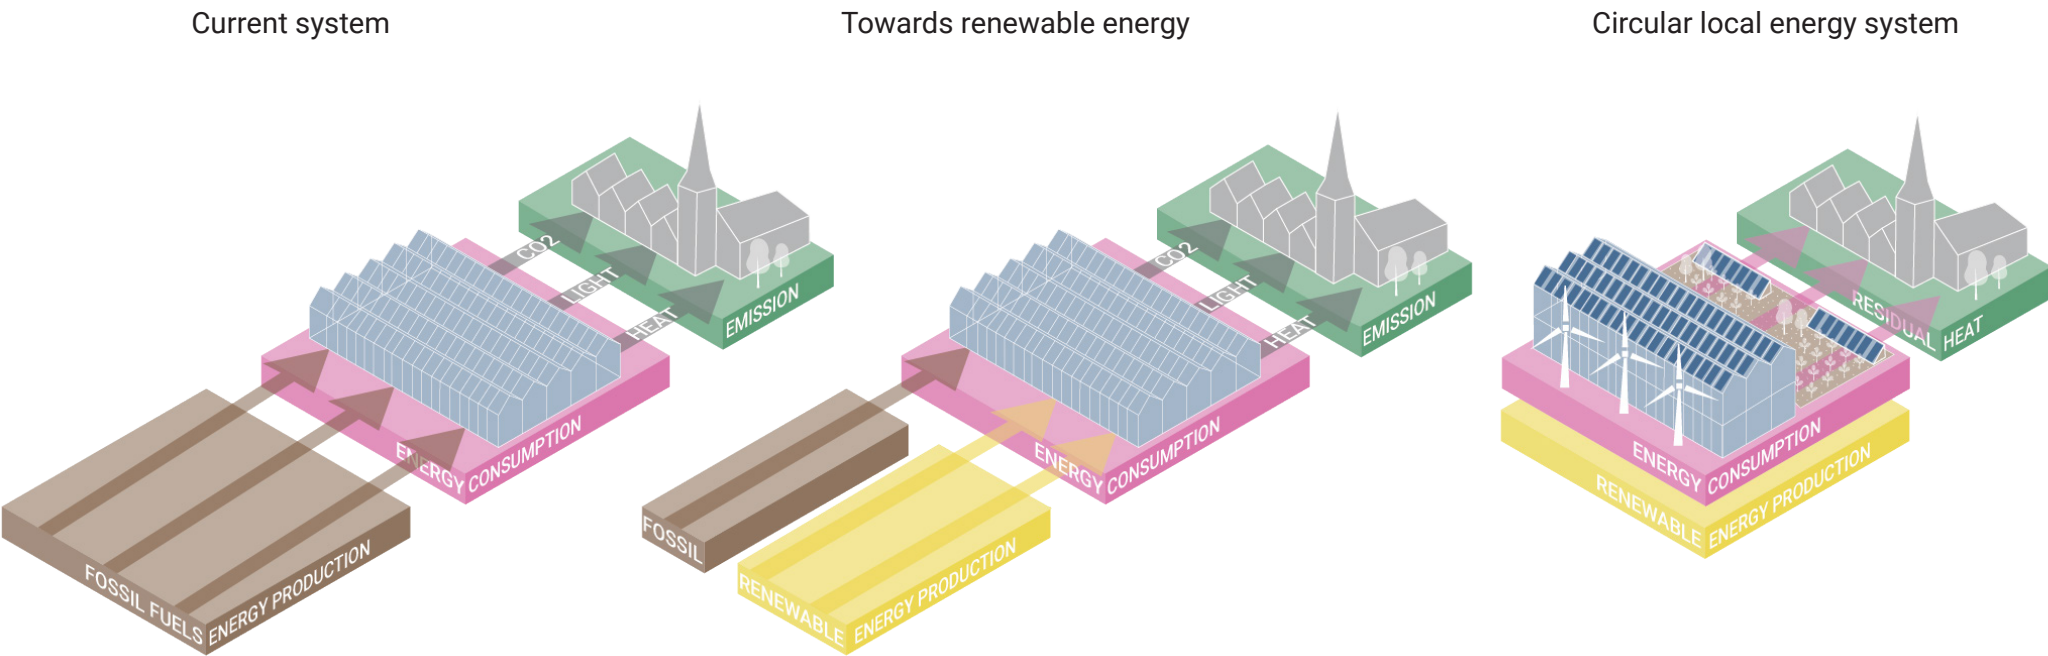 Current system
Towards renewable energy
Circular local energy system
CO2
LIGHT
HEAT
EMISSION
ENERGY CONSUMPTION
FOSSIL FUELS
ENERGY PRODUCTION
CO2
LIGHT
HEAT
EMISSION
ENERGY CONSUMPTION
FOSSIL
RENEWABLE
ENERGY PRODUCTION
RESIDUAL HEAT
ENERGY CONSUMPTION
RENEWABLE ENERGY PRODUCTION